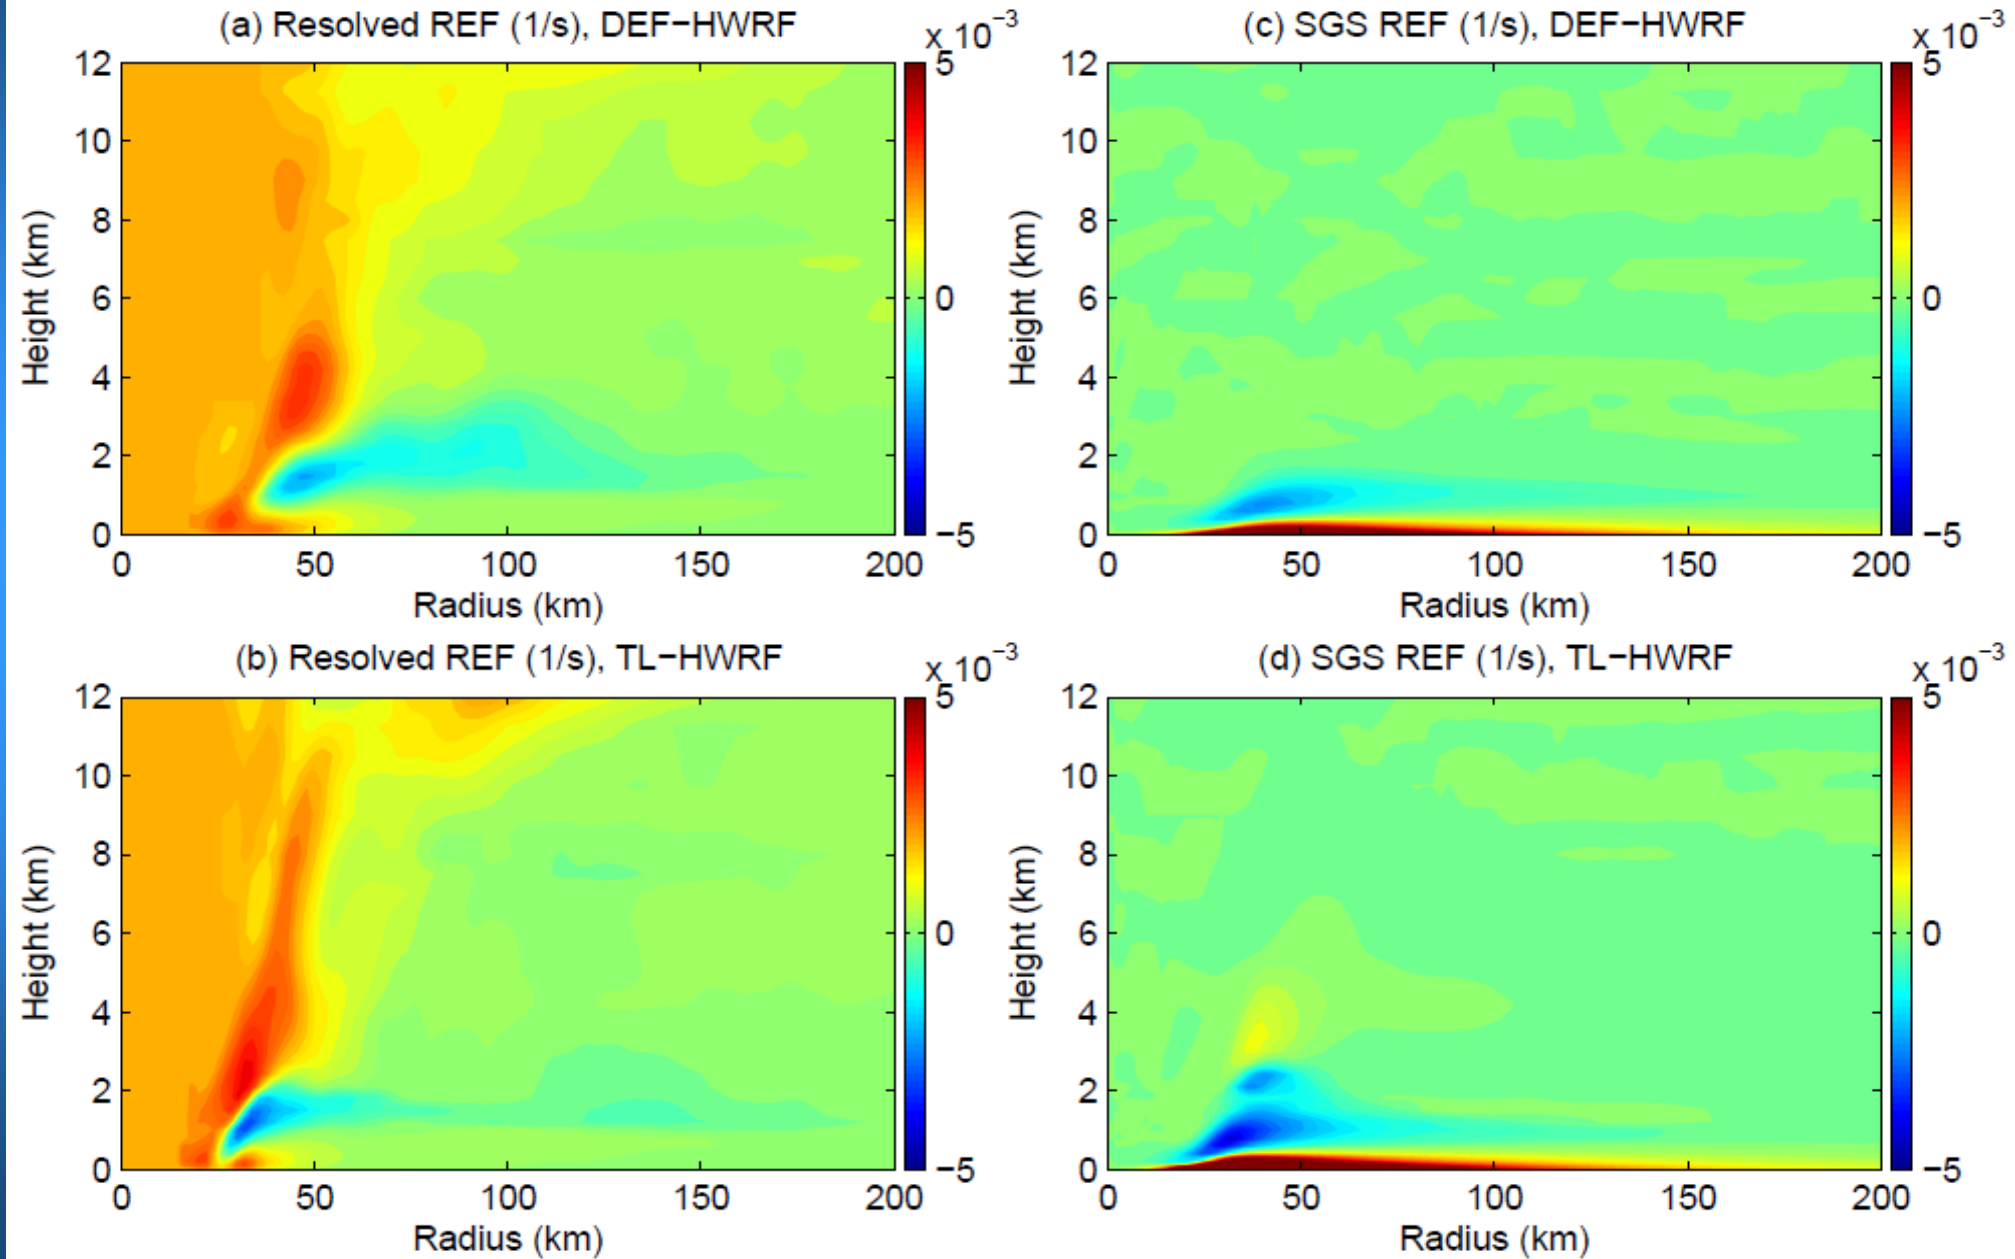 (a) Resolved REF (1/s), DEF−HWRF
x 10−3
12
10
8
6
4
2
0
Height (km)
0 50 100 150 200
Radius (km)
5
0
−5
(c) SGS REF (1/s), DEF−HWRF
x 10−3
12
10
8
6
4
2
0
Height (km)
0 50 100 150 200
Radius (km)
5
0
−5
(b) Resolved REF (1/s), TL−HWRF
x 10−3
12
10
8
6
4
2
0
Height (km)
0 50 100 150 200
Radius (km)
5
0
−5
(d) SGS REF (1/s), TL−HWRF
x 10−3
12
10
8
6
4
2
0
Height (km)
0 50 100 150 200
Radius (km)
5
0
−5